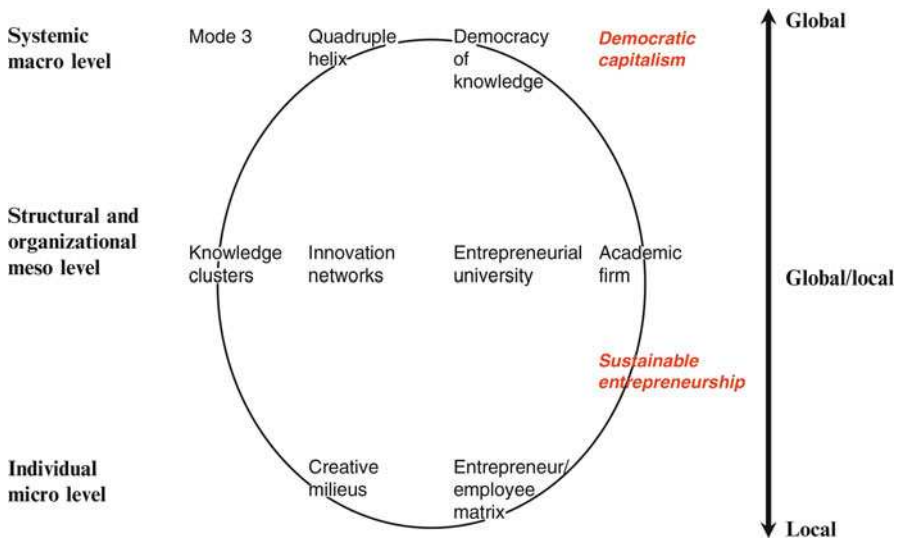 Systemic
macro level
Mode 3
Quadruple
helix
Democracy
of
knowledge
Democratic
capitalism
Global
Structural and
organizational
meso level
Knowledge
clusters
Innovation
networks
Entrepreneurial
university
Academic
firm
Global/local
Sustainable
entrepreneurship
Individual
micro level
Creative
milieus
Entrepreneur/
employee
matrix
Local